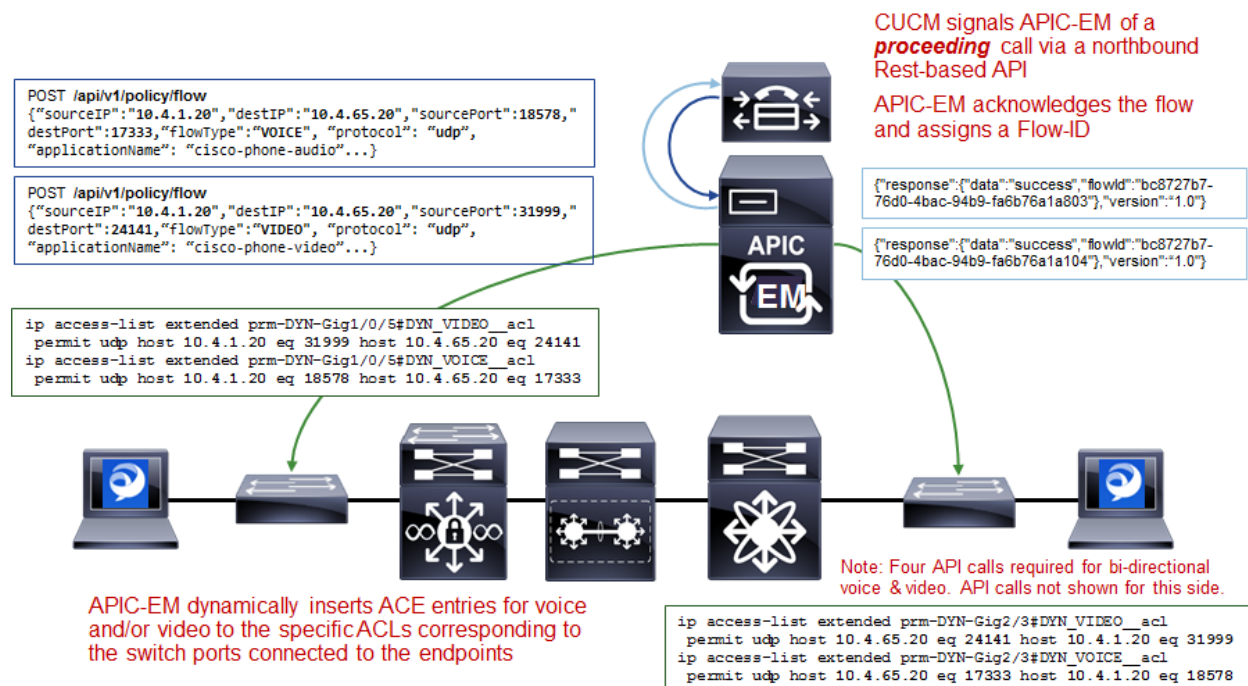 CUCM signals APIC-EM of a
proceeding call via a northbound
Rest-based API
APIC-EM acknowledges the flow
and assigns a Flow-ID
POST /api/v1/policy/flow
{“sourceIP":"10.4.1.20","destIP":"10.4.65.20","sourcePort":18578,"
destPort":17333,“flowType":“VOICE", “protocol”: “udp”,
“applicationName”: “cisco-phone-audio”...}
POST /api/v1/policy/flow
{“sourceIP":"10.4.1.20","destIP":"10.4.65.20","sourcePort":31999,"
destPort":24141,“flowType":“VIDEO", “protocol”: “udp”,
“applicationName”: “cisco-phone-video”...}
{"response":{"data":"success","flowId":"bc8727b7-
76d0-4bac-94b9-fa6b76a1a803"},"version":“1.0"}
{"response":{"data":"success","flowId":"bc8727b7-
76d0-4bac-94b9-fa6b76a1a104"},"version":“1.0"}
APIC
EM
ip access-list extended prm-DYN-Gig1/0/5#DYN_VIDEO__acl
permit udp host 10.4.1.20 eq 31999 host 10.4.65.20 eq 24141
ip access-list extended prm-DYN-Gig1/0/5#DYN_VOICE__acl
permit udp host 10.4.1.20 eq 18578 host 10.4.65.20 eq 17333
Note: Four API calls required for bi-directional
voice & video. API calls not shown for this side.
APIC-EM dynamically inserts ACE entries for voice
and/or video to the specific ACLs corresponding to
the switch ports connected to the endpoints
ip access-list extended prm-DYN-Gig2/3#DYN_VIDEO__acl
permit udp host 10.4.65.20 eq 24141 host 10.4.1.20 eq 31999
ip access-list extended prm-DYN-Gig2/3#DYN_VOICE__acl
permit udp host 10.4.65.20 eq 17333 host 10.4.1.20 eq 18578